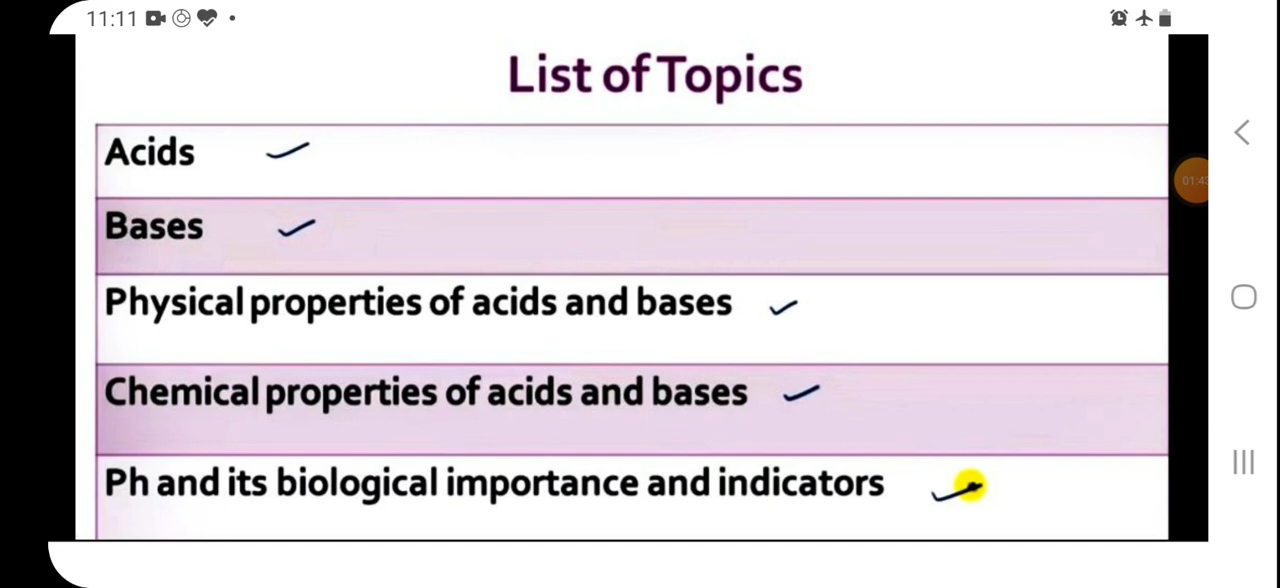 11:11
List of Topics
Acids
Bases
Physical properties of acids and bases
Chemical properties of acids and bases
Ph and its biological importance and indicators